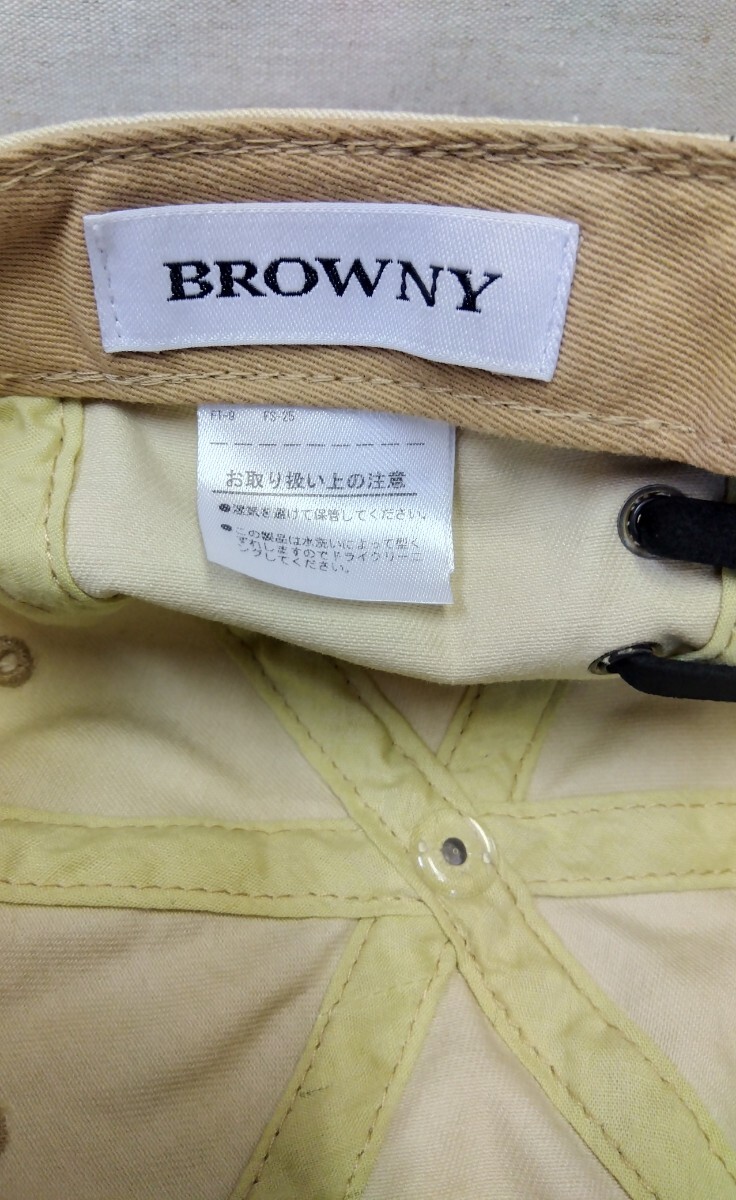 BROWNY
FT-8 FS-25
お取り扱い上の注意
●湿気を避けて保管してください。
●この製品は水洗いによって型く
ずれしますのでドライクリーニ
ングしてください。